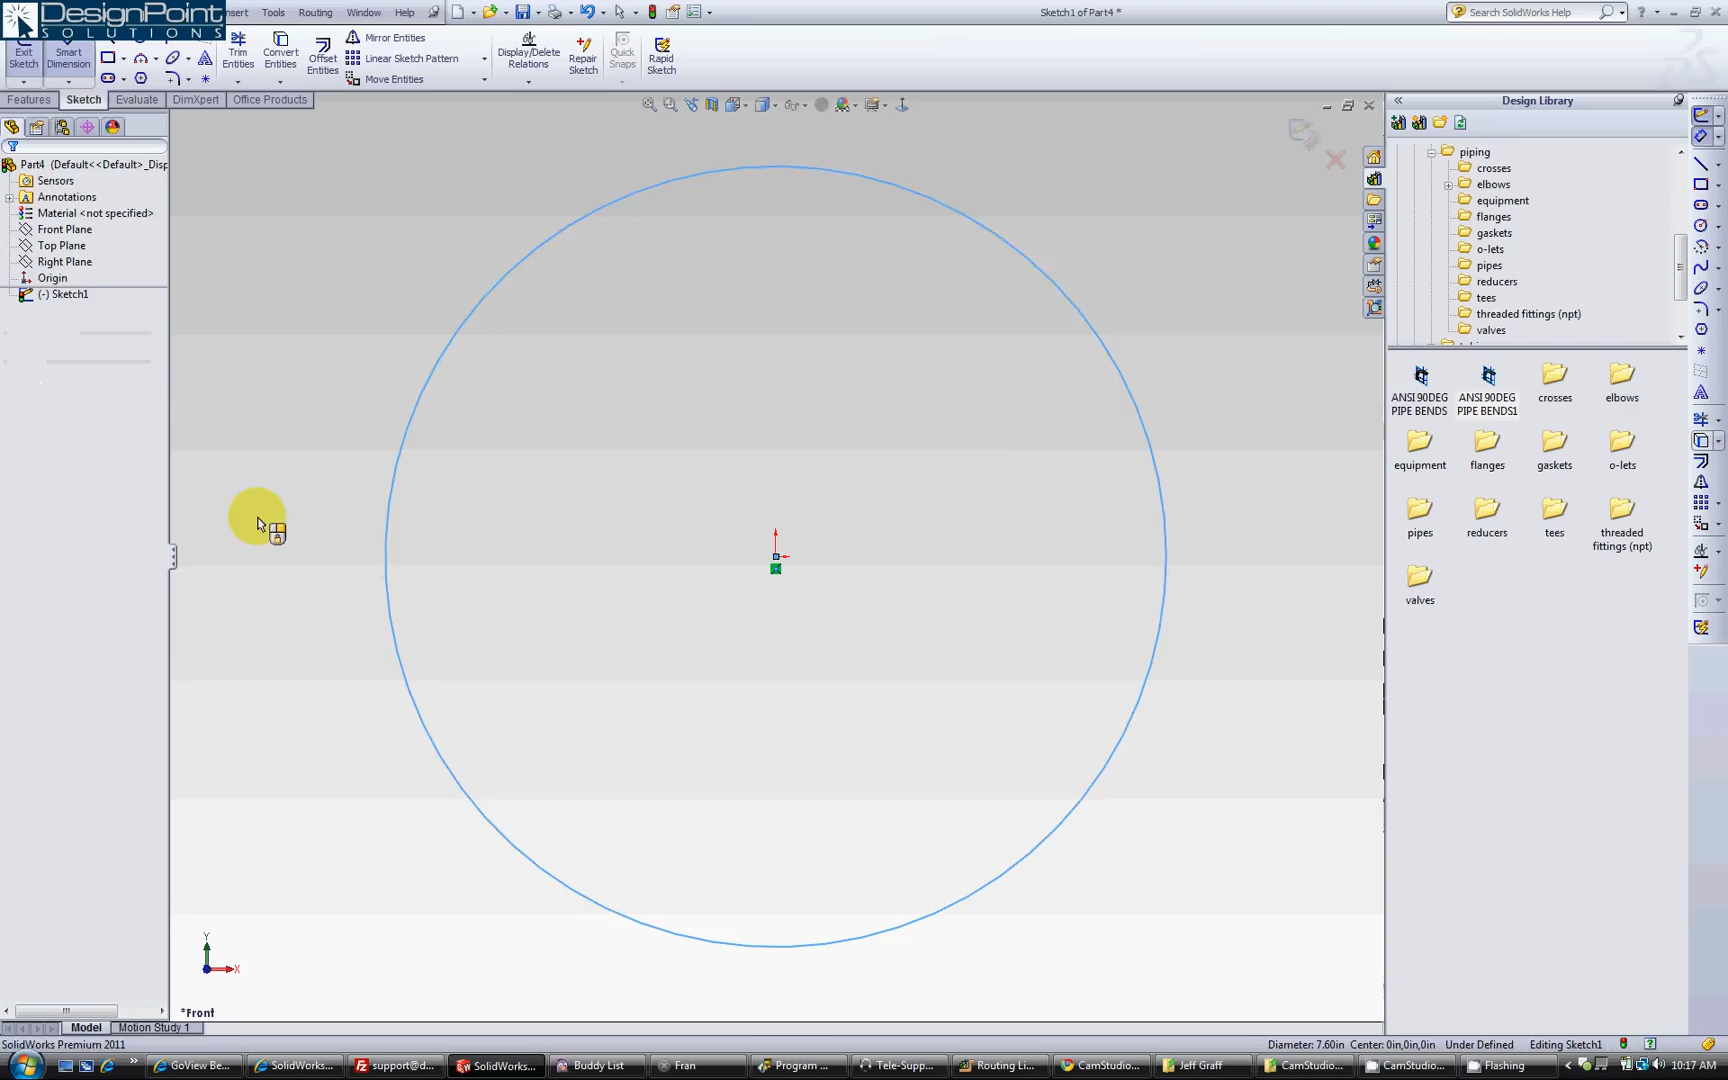 DesignPoint
SOLUTIONS
Insert Tools Routing Window Help
Sketch1 of Part4 *
Search SolidWorks Help
Exit Sketch
Smart Dimension
Trim Entities
Convert Entities
Offset Entities
Mirror Entities
Linear Sketch Pattern
Move Entities
Display/Delete Relations
Repair Sketch
Quick Snaps
Rapid Sketch
Features Sketch Evaluate DimXpert Office Products
Design Library
Part4 (Default<<Default>_Disp
Sensors
Annotations
Material <not specified>
Front Plane
Top Plane
Right Plane
Origin
(-) Sketch1
piping
crosses
elbows
equipment
flanges
gaskets
o-lets
pipes
reducers
tees
threaded fittings (npt)
valves
ANSI 90DEG PIPE BENDS
ANSI 90DEG PIPE BENDS1
crosses
elbows
equipment
flanges
gaskets
o-lets
pipes
reducers
tees
threaded fittings (npt)
valves
Y
X
*Front
Model Motion Study 1
SolidWorks Premium 2011
Diameter: 7.60in Center: 0in,0in,0in Under Defined Editing Sketch1
GoView Be... SolidWorks... support@d... SolidWorks... Buddy List Fran Program ... Tele-Supp... Routing Li... CamStudio... Jeff Graff CamStudio... CamStudio... Flashing 10:17 AM